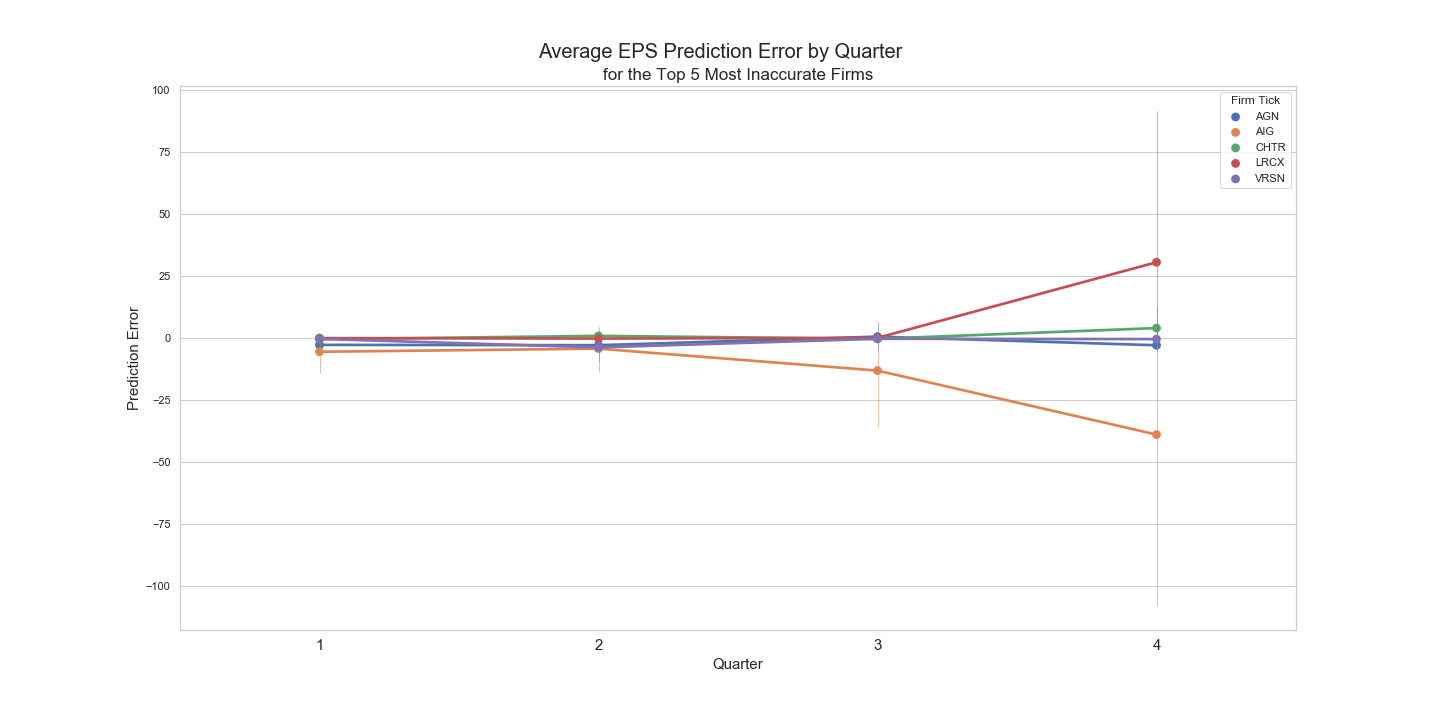 Average EPS Prediction Error by Quarter
for the Top 5 Most Inaccurate Firms
Firm Tick
AGN
AIG
CHTR
LRCX
VRSN
Prediction Error
100
75
50
25
0
−25
−50
−75
−100
1 2 3 4
Quarter